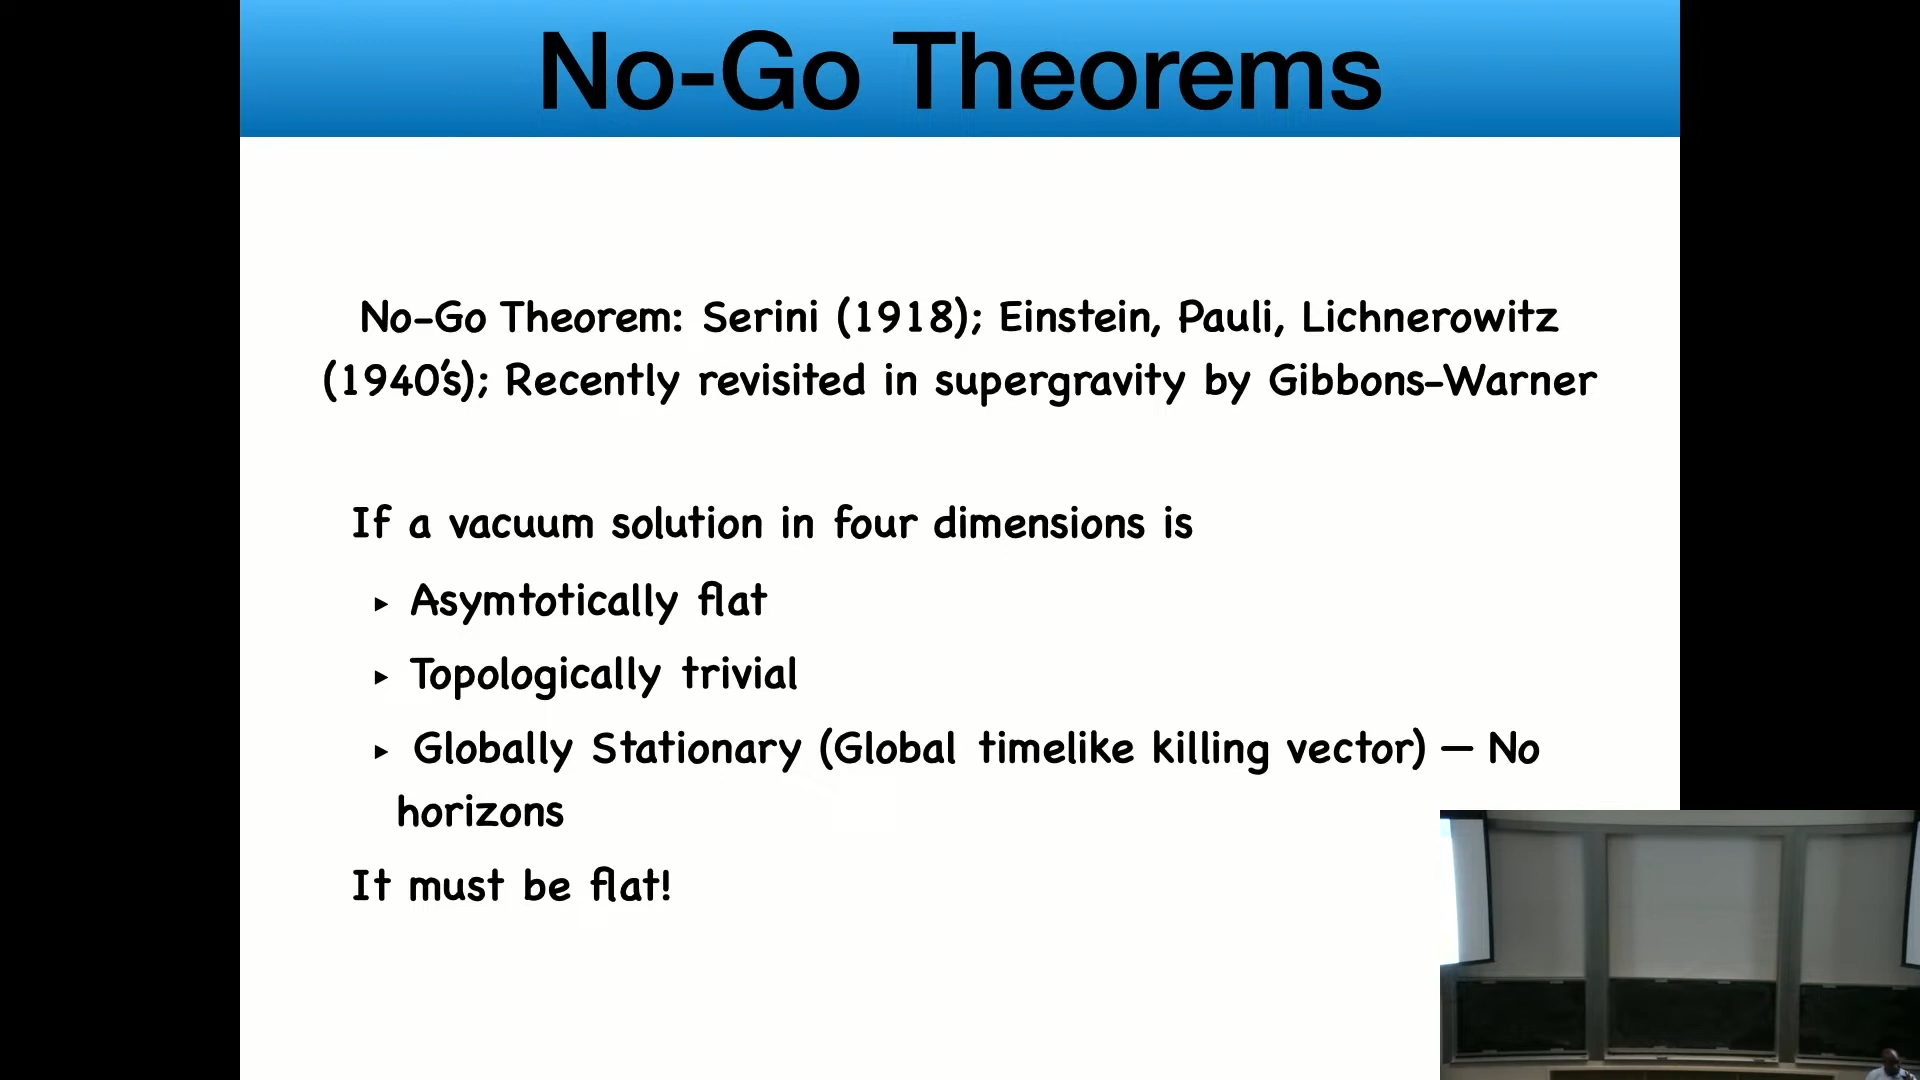 No-Go Theorems
No-Go Theorem: Serini (1918); Einstein, Pauli, Lichnerowitz
(1940's); Recently revisited in supergravity by Gibbons-Warner
If a vacuum solution in four dimensions is
▸ Asymtotically flat
▸ Topologically trivial
▸ Globally Stationary (Global timelike killing vector) — No
horizons
It must be flat!